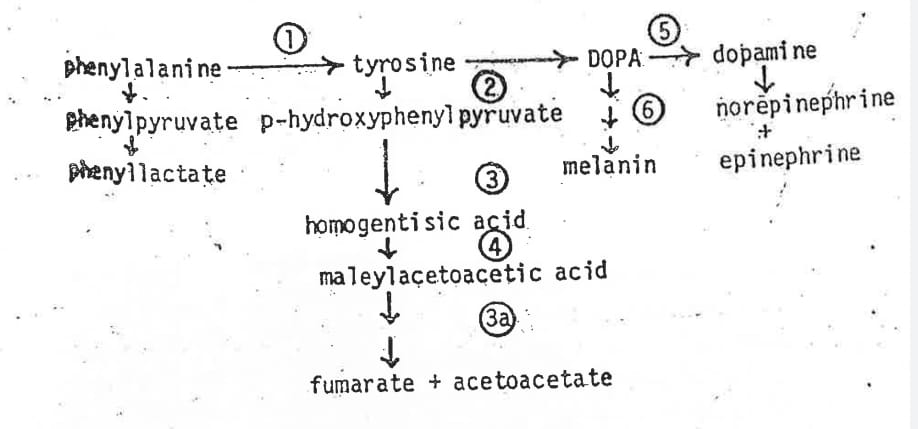 ①
⑤
phenylalanine → tyrosine → DOPA → dopamine
②
phenylpyruvate p-hydroxyphenylpyruvate ⑥ norepinephrine
+
phenyllactate melanin epinephrine
③
homogentisic acid
④
maleylacetoacetic acid
3a
fumarate + acetoacetate